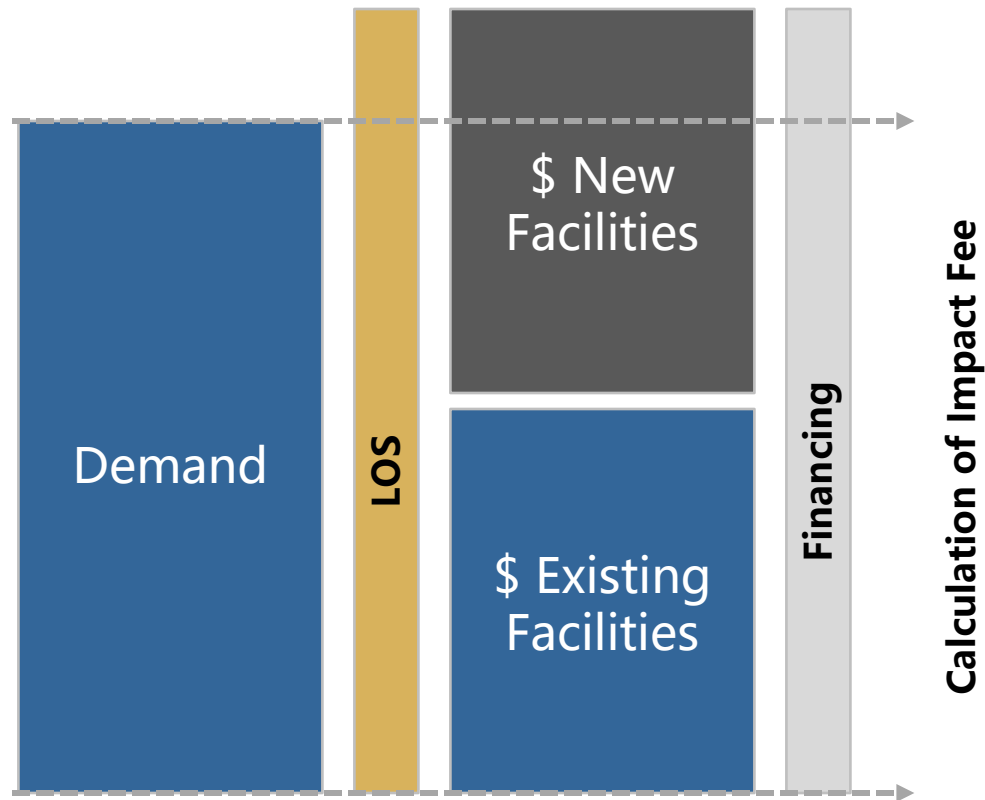 Demand
LOS
$ New
Facilities
$ Existing
Facilities
Financing
Calculation of Impact Fee